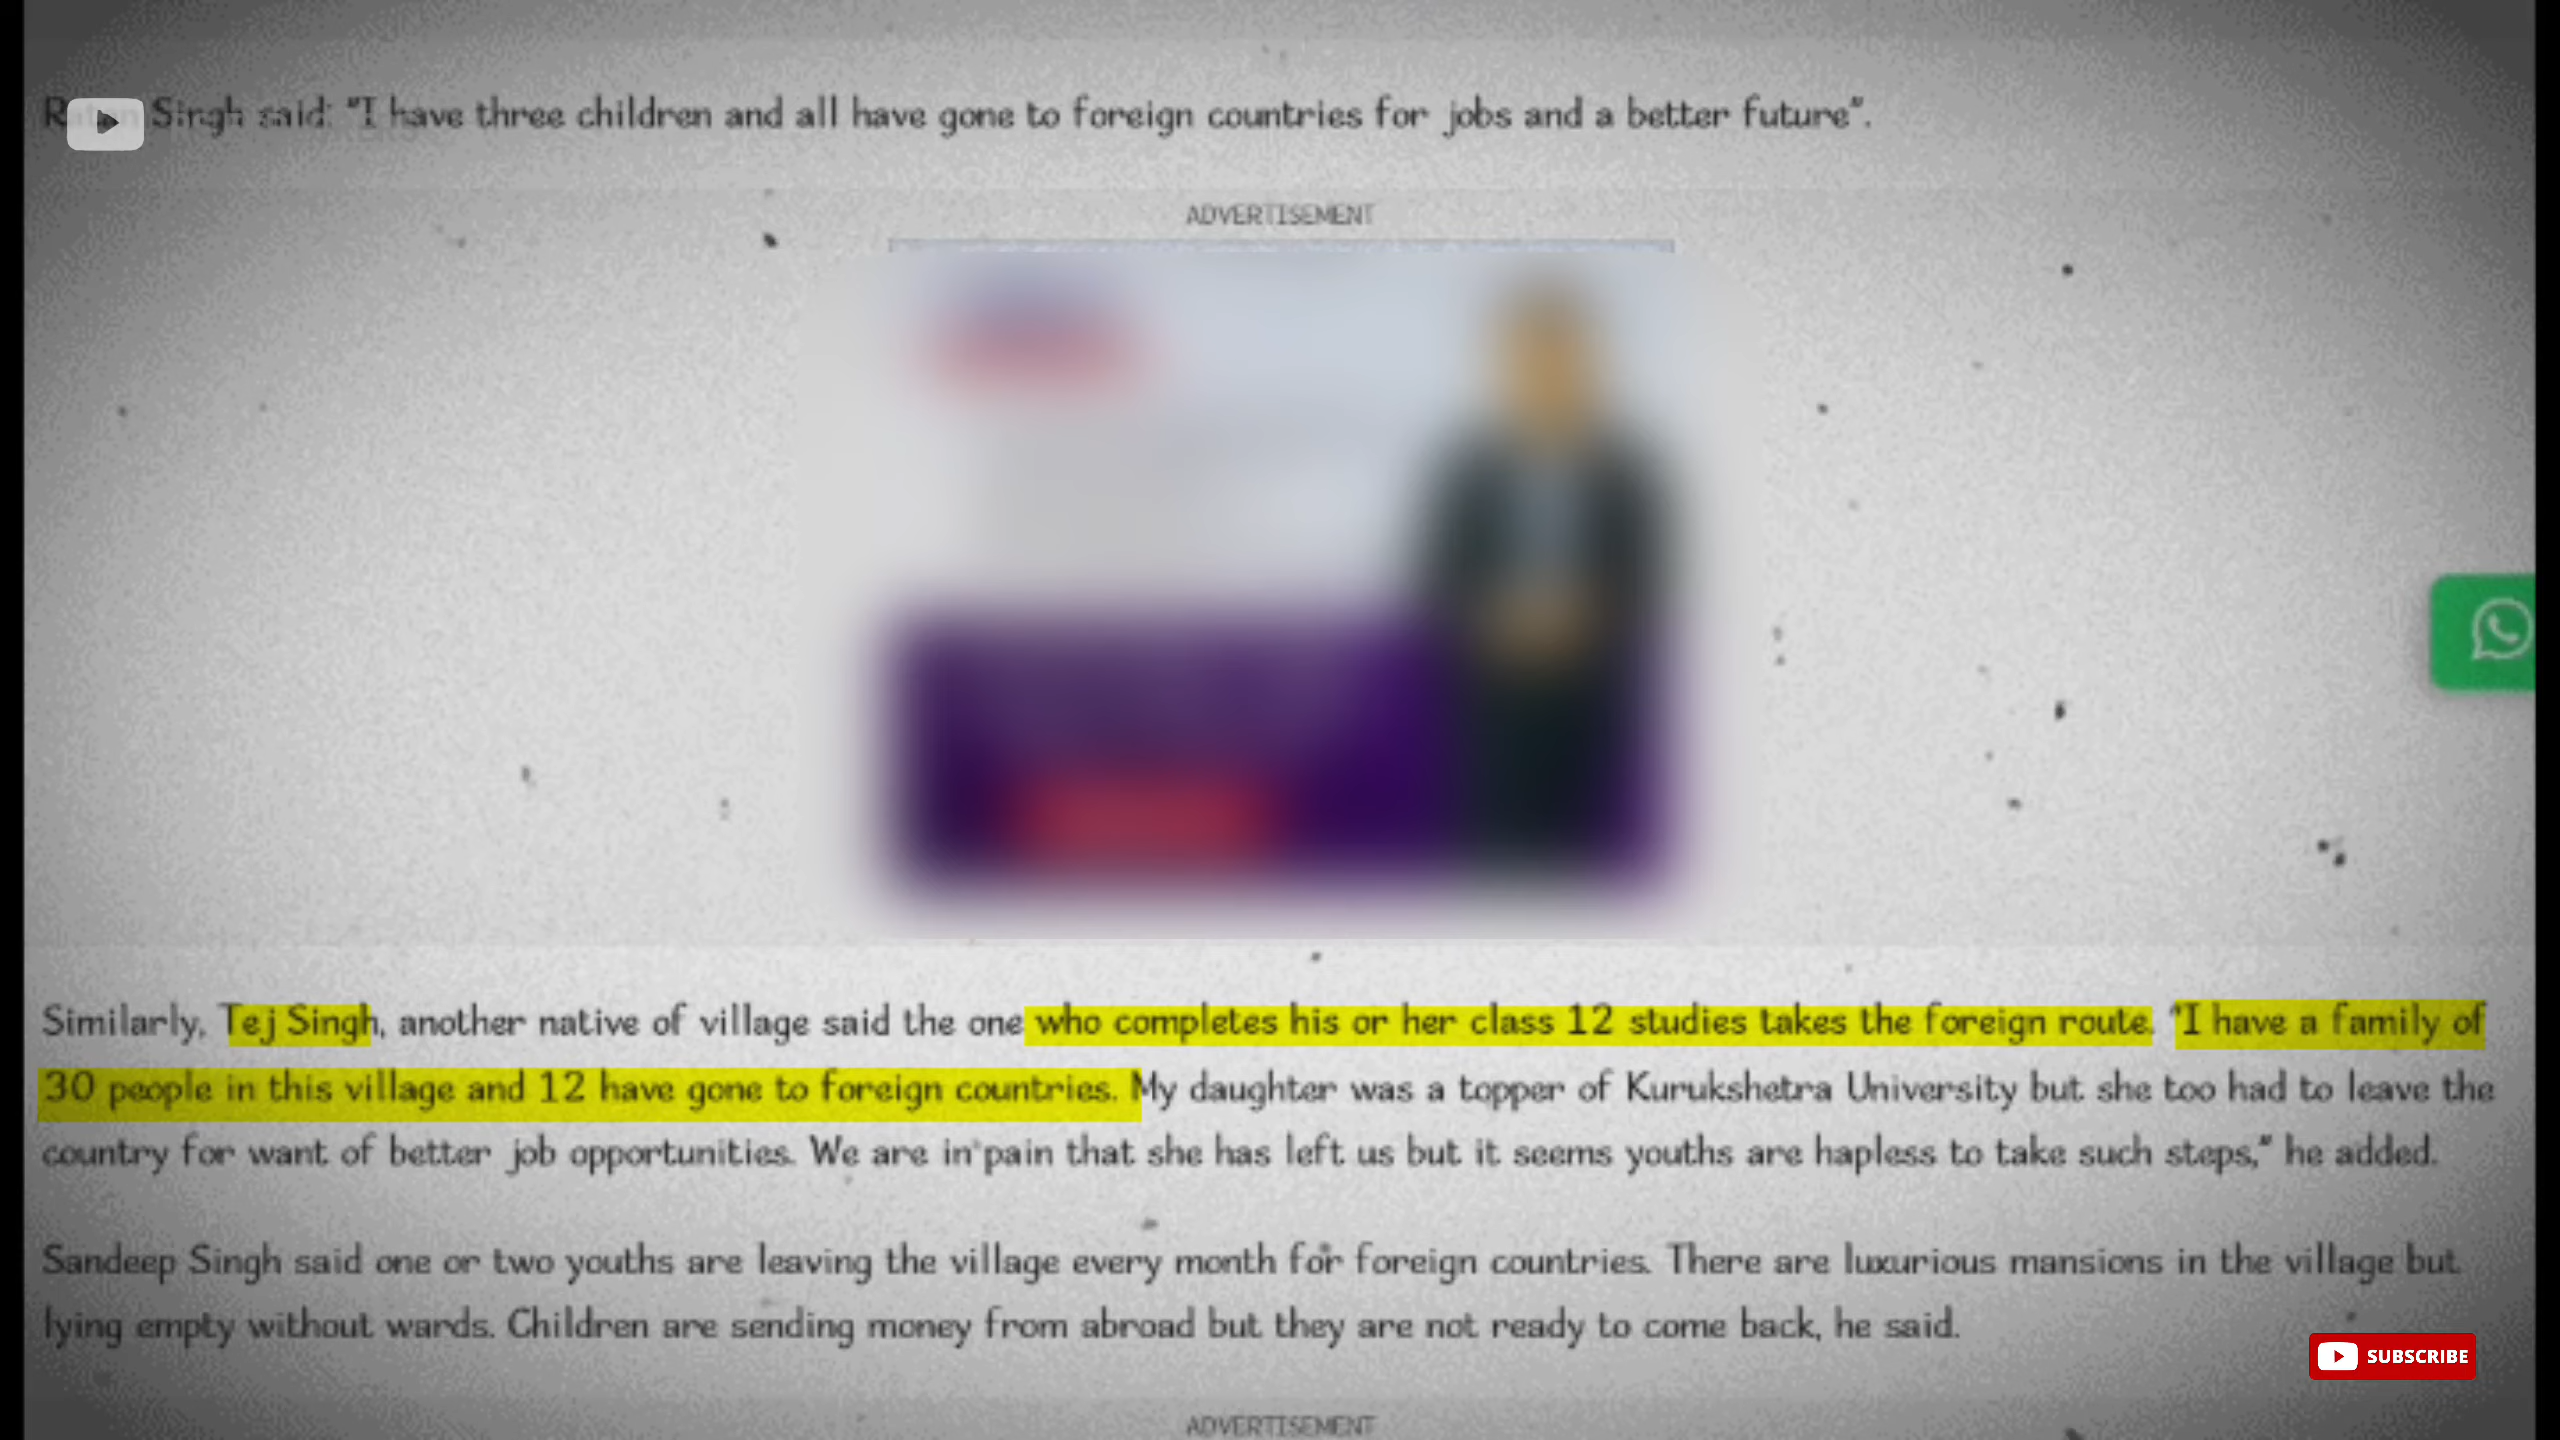 Ratan Singh said: "I have three children and all have gone to foreign countries for jobs and a better future".
ADVERTISEMENT
Similarly, Tej Singh, another native of village said the one who completes his or her class 12 studies takes the foreign route. "I have a family of
30 people in this village and 12 have gone to foreign countries. My daughter was a topper of Kurukshetra University but she too had to leave the
country for want of better job opportunities. We are in pain that she has left us but it seems youths are hapless to take such steps," he added.
Sandeep Singh said one or two youths are leaving the village every month for foreign countries. There are luxurious mansions in the village but
lying empty without wards. Children are sending money from abroad but they are not ready to come back, he said.
SUBSCRIBE
ADVERTISEMENT